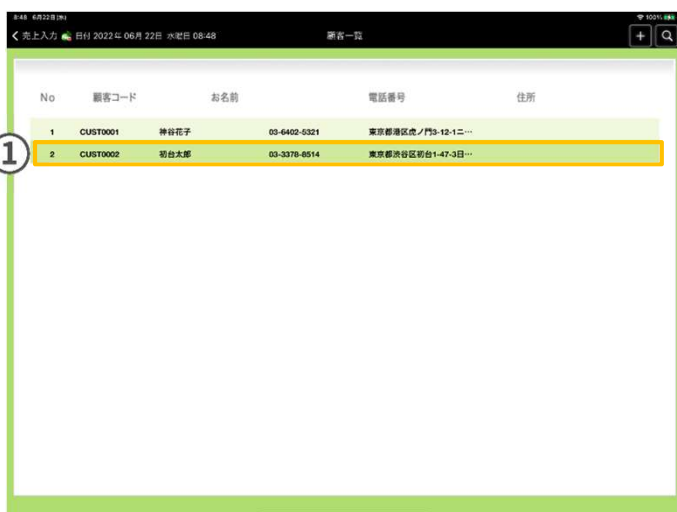 8:48 6月22日(水)
100%
売上入力 日付 2022年 06月 22日 水曜日 08:48 顧客一覧
No 顧客コード お名前 電話番号 住所
1 CUST0001 神谷花子 03-6402-5321 東京都港区虎ノ門3-12-1ニ…
1
2 CUST0002 初台太郎 03-3378-8514 東京都渋谷区初台1-47-3日…